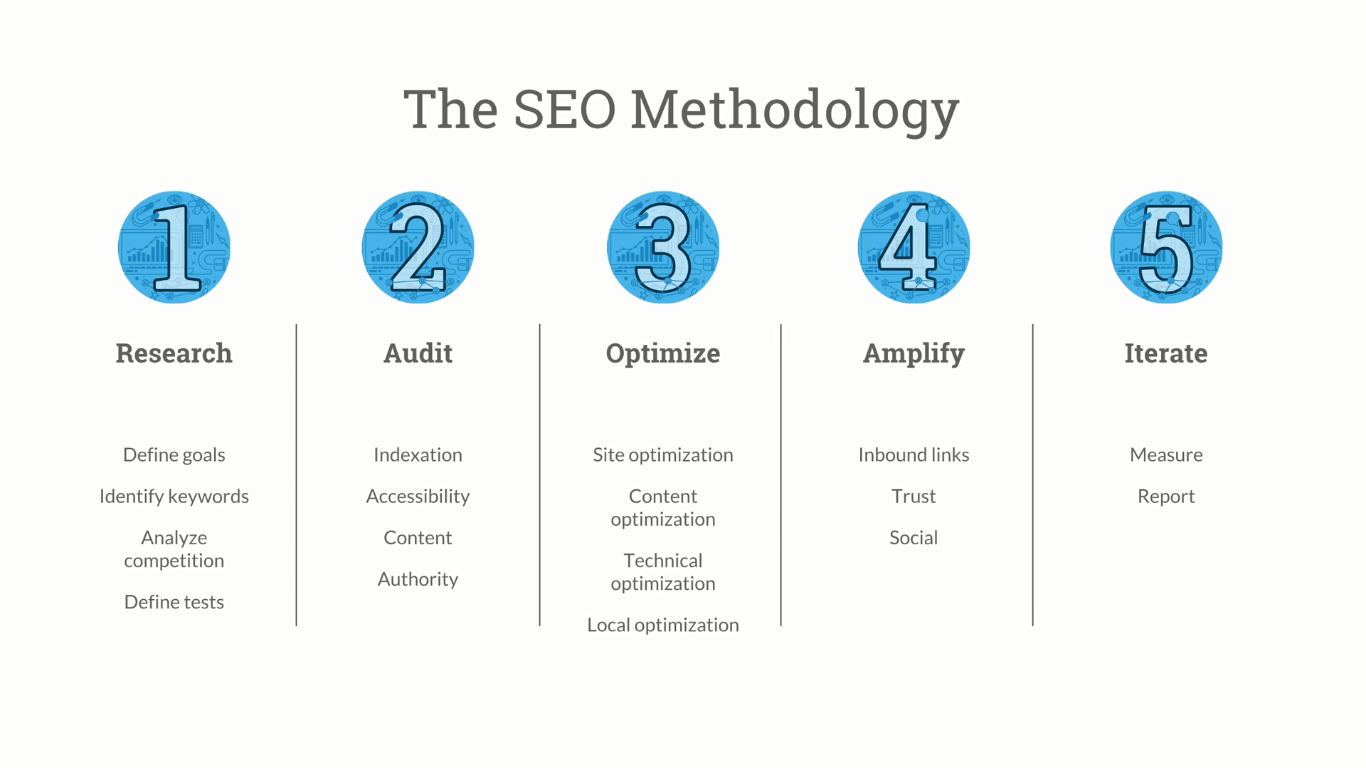 The SEO Methodology
1
2
3
4
5
Research
Define goals
Identify keywords
Analyze
competition
Define tests
Audit
Indexation
Accessibility
Content
Authority
Optimize
Site optimization
Content
optimization
Technical
optimization
Local optimization
Amplify
Inbound links
Trust
Social
Iterate
Measure
Report